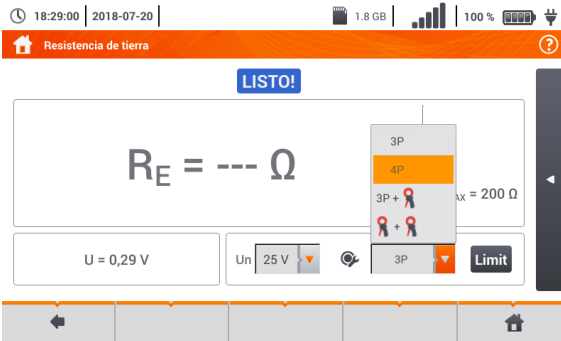 18:29:00 2018-07-20 1.8 GB 100 %
Resistencia de tierra ?
LISTO!
3P
4P
3P +
+
RE = --- Ω
AX = 200 Ω
U = 0,29 V
Un 25 V 3P Limit